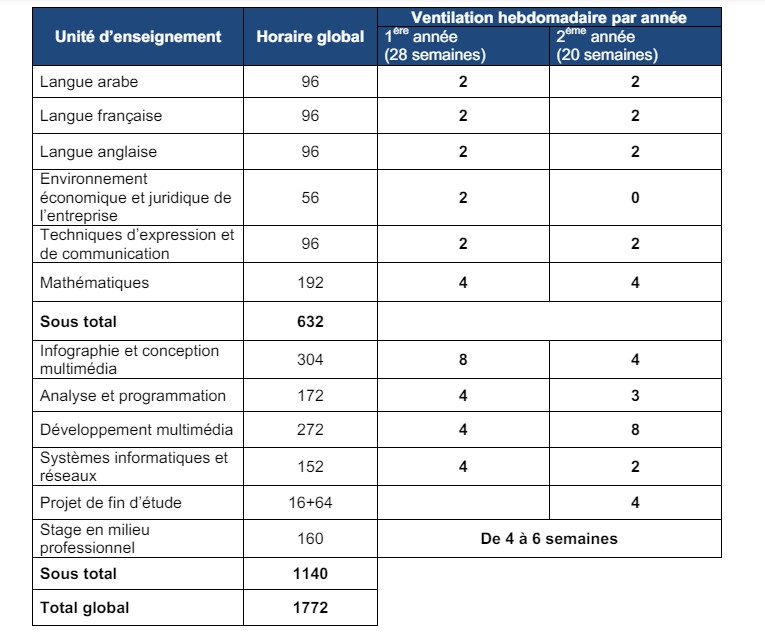 Unité d’enseignement Horaire global Ventilation hebdomadaire par année
1ère année
(28 semaines)
2ème année
(20 semaines)
Langue arabe 96 2 2
Langue française 96 2 2
Langue anglaise 96 2 2
Environnement
économique et juridique de
l’entreprise 56 2 0
Techniques d’expression et
de communication 96 2 2
Mathématiques 192 4 4
Sous total 632
Infographie et conception
multimédia 304 8 4
Analyse et programmation 172 4 3
Développement multimédia 272 4 8
Systèmes informatiques et
réseaux 152 4 2
Projet de fin d’étude 16+64 4
Stage en milieu
professionnel 160 De 4 à 6 semaines
Sous total 1140
Total global 1772